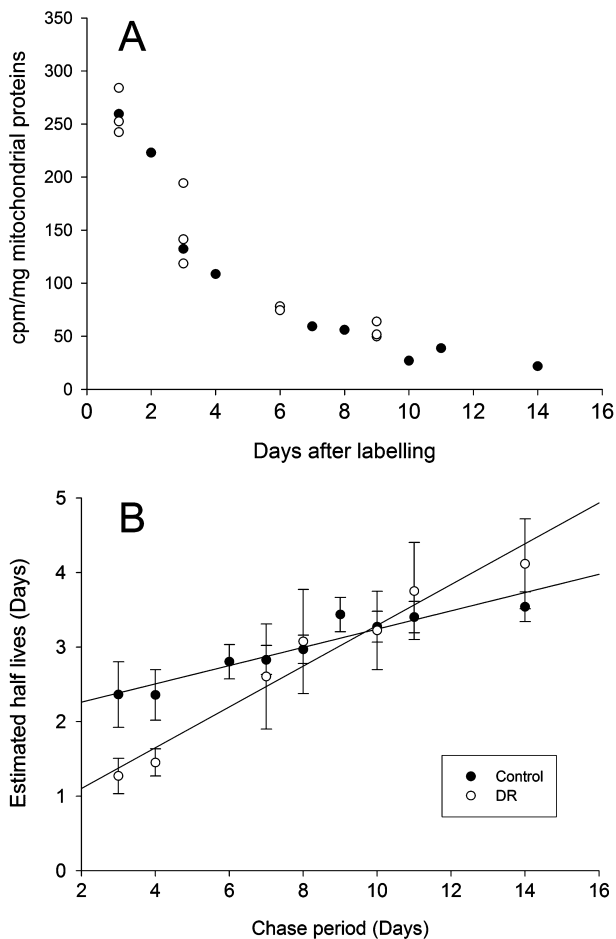 A
350
300
250
200
150
100
50
0
cpm/mg mitochondrial proteins
0 2 4 6 8 10 12 14 16
Days after labelling
B
5
4
3
2
1
0
Estimated half lives (Days)
Control
DR
2 4 6 8 10 12 14 16
Chase period (Days)